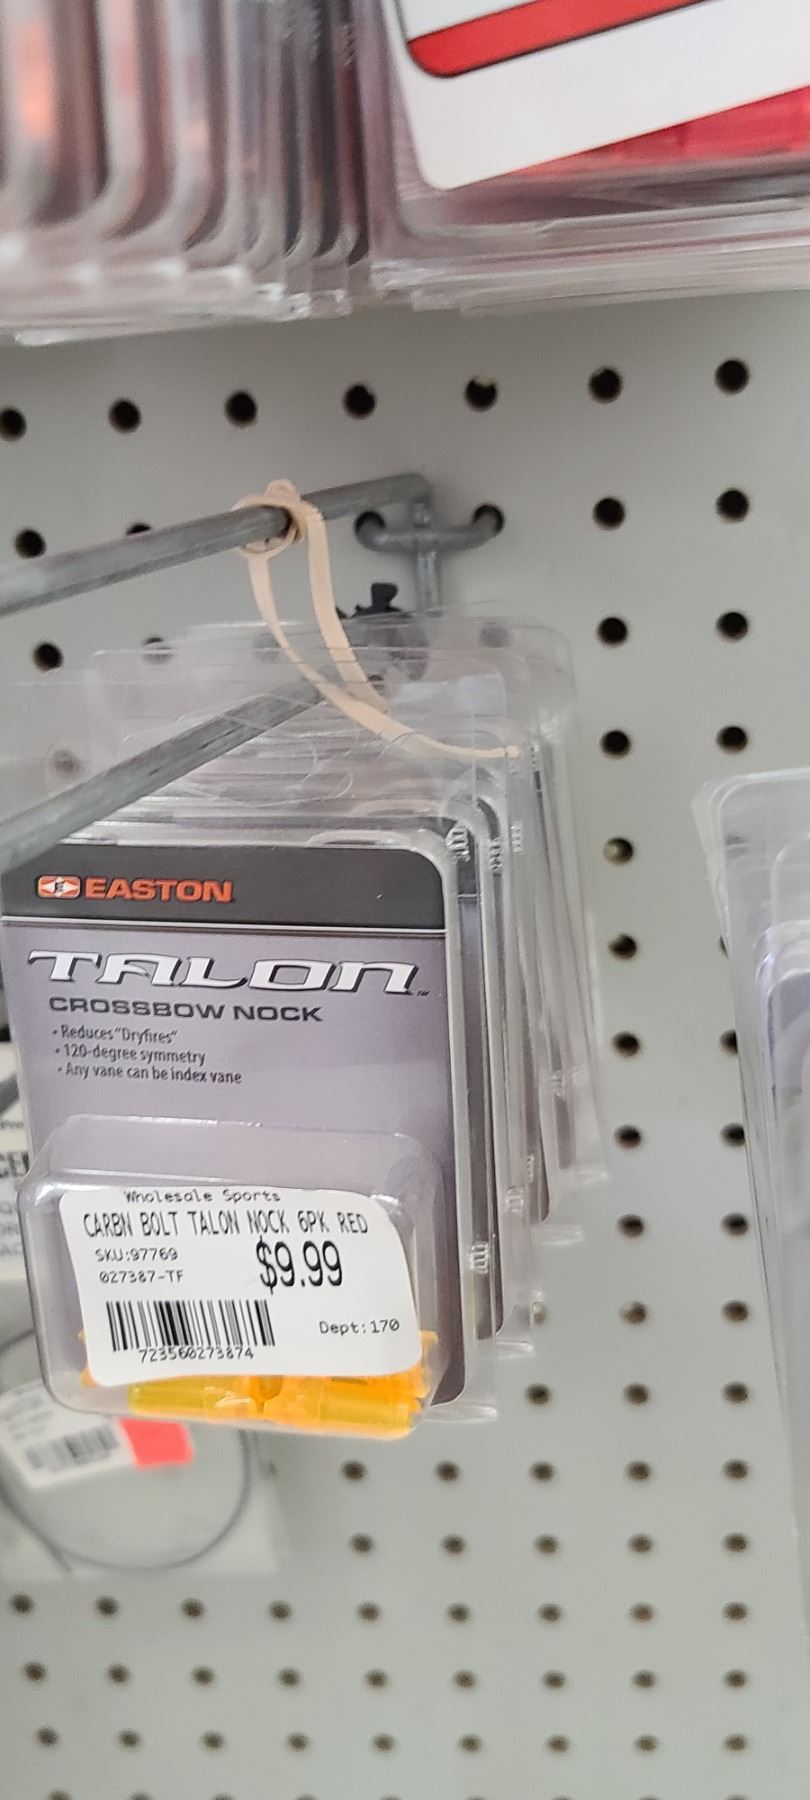 EASTON
TALON™
CROSSBOW NOCK
• Reduces "Dryfires"
• 120-degree symmetry
• Any vane can be index vane
Wholesale Sports
CARBN BOLT TALON NOCK 6PK RED
SKU:97769
$9.99
027387-TF
Dept:170
723560273874